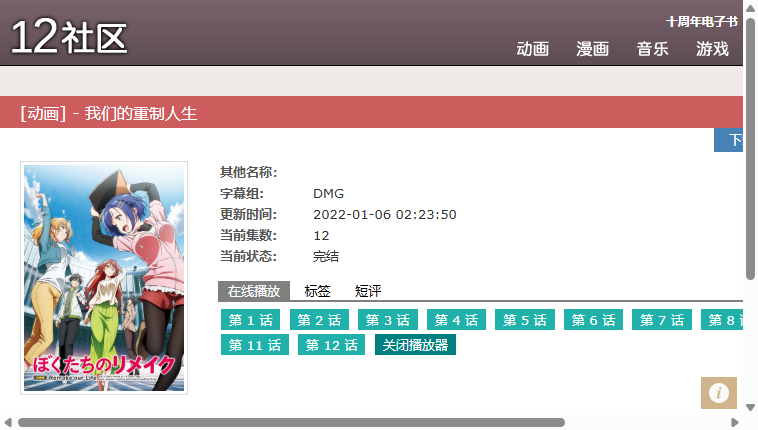 12社区
十周年电子书
动画 漫画 音乐 游戏
[动画] - 我们的重制人生
下
其他名称:
字幕组: DMG
更新时间: 2022-01-06 02:23:50
当前集数: 12
当前状态: 完结
在线播放 标签 短评
第 1 话 第 2 话 第 3 话 第 4 话 第 5 话 第 6 话 第 7 话 第 8
第 11 话 第 12 话 关闭播放器
ぼくたちのリメイク
Remake our Life!
i